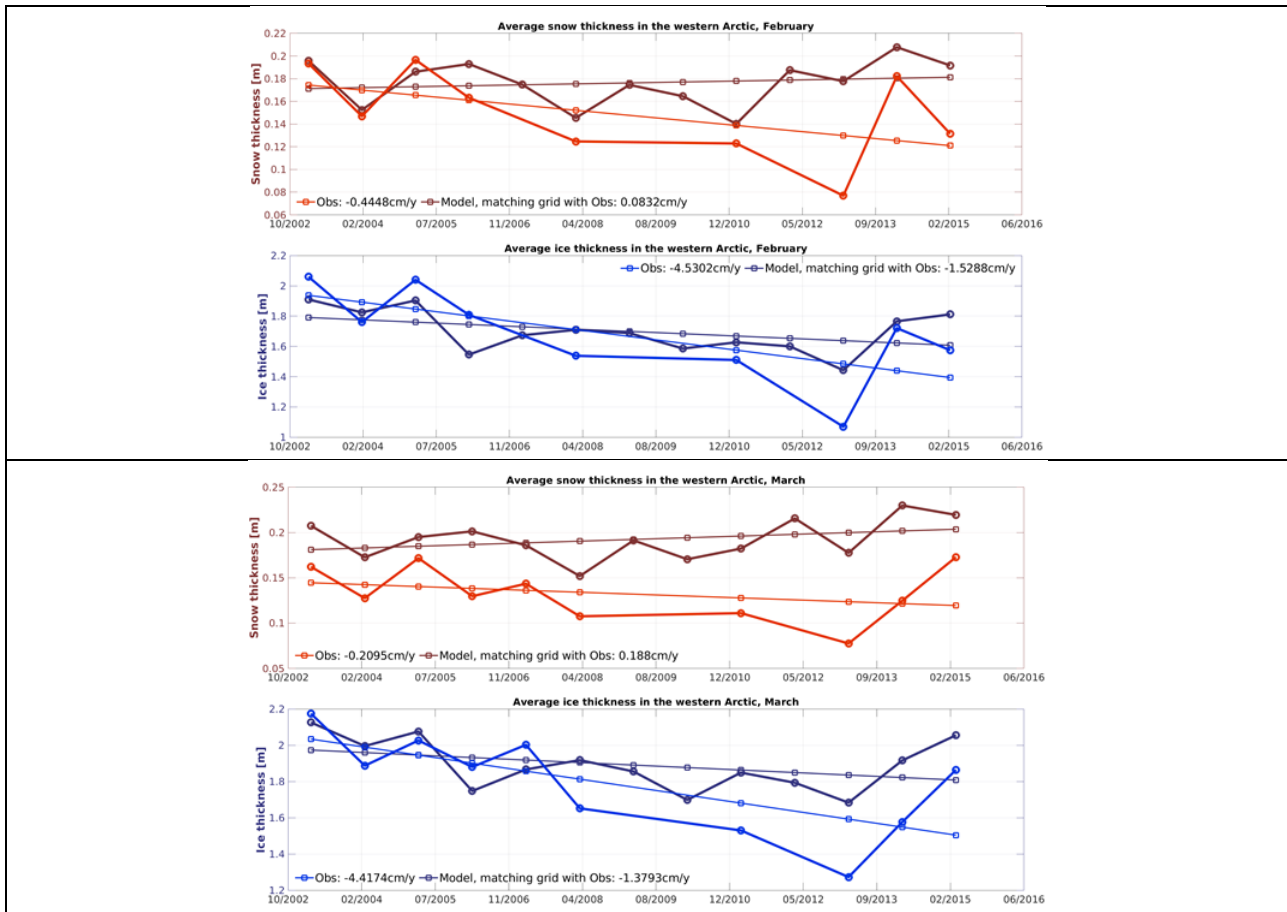 Average snow thickness in the western Arctic, February
Snow thickness [m]
0.22
0.2
0.18
0.16
0.14
0.12
0.1
0.08
0.06
Obs: -0.4448cm/y Model, matching grid with Obs: 0.0832cm/y
10/2002 02/2004 07/2005 11/2006 04/2008 08/2009 12/2010 05/2012 09/2013 02/2015 06/2016
Average ice thickness in the western Arctic, February
Ice thickness [m]
2.2
2
1.8
1.6
1.4
1.2
1
Obs: -4.5302cm/y Model, matching grid with Obs: -1.5288cm/y
10/2002 02/2004 07/2005 11/2006 04/2008 08/2009 12/2010 05/2012 09/2013 02/2015 06/2016
Average snow thickness in the western Arctic, March
Snow thickness [m]
0.25
0.2
0.15
0.1
0.05
Obs: -0.2095cm/y Model, matching grid with Obs: 0.188cm/y
10/2002 02/2004 07/2005 11/2006 04/2008 08/2009 12/2010 05/2012 09/2013 02/2015 06/2016
Average ice thickness in the western Arctic, March
Ice thickness [m]
2.2
2
1.8
1.6
1.4
1.2
Obs: -4.4174cm/y Model, matching grid with Obs: -1.3793cm/y
10/2002 02/2004 07/2005 11/2006 04/2008 08/2009 12/2010 05/2012 09/2013 02/2015 06/2016